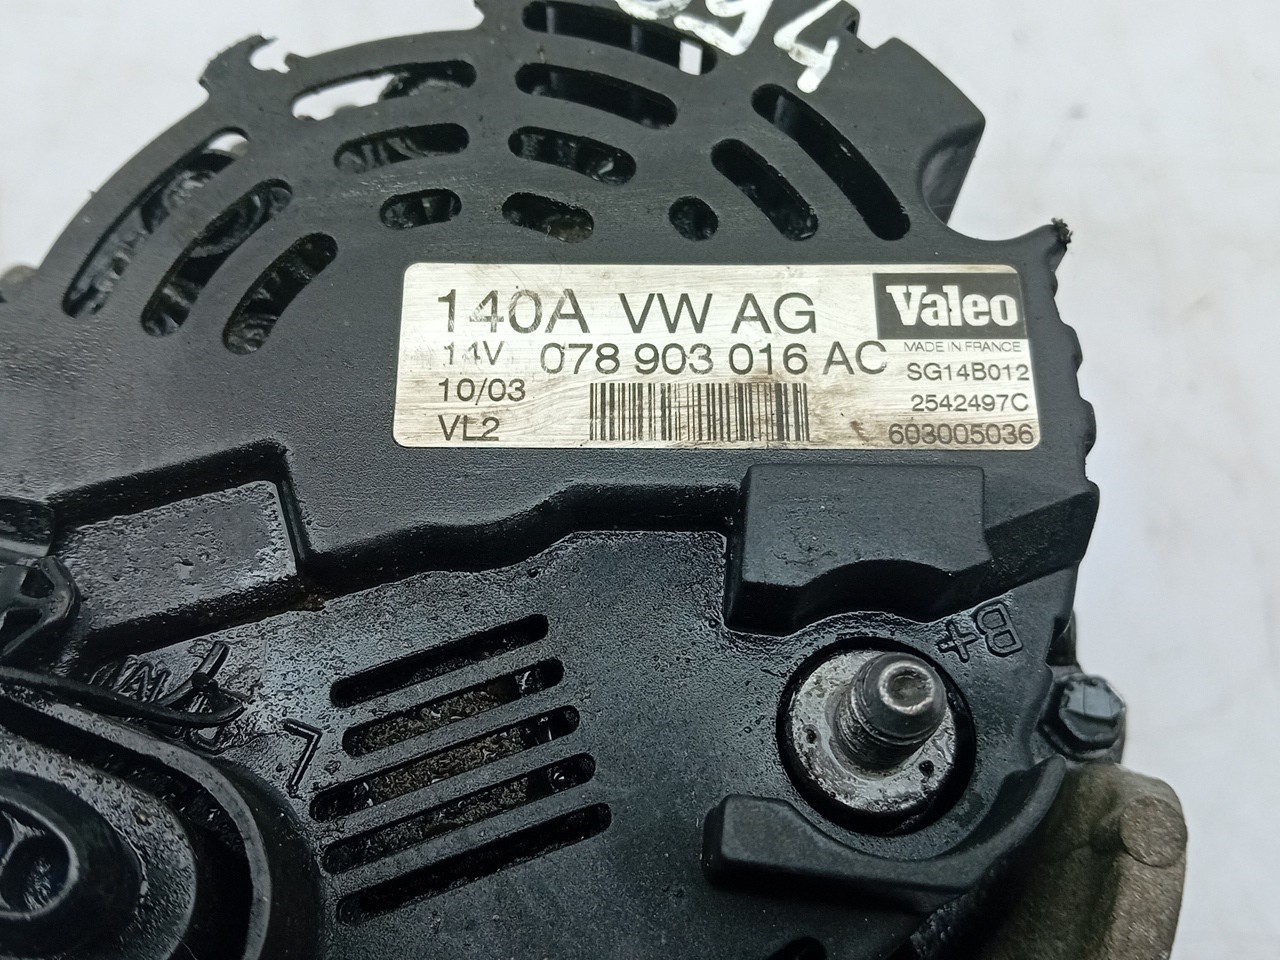 140A VW AG
Valeo
MADE IN FRANCE
14V 078 903 016 AC
SG14B012
10/03
2542497C
VL2
603005036
B+